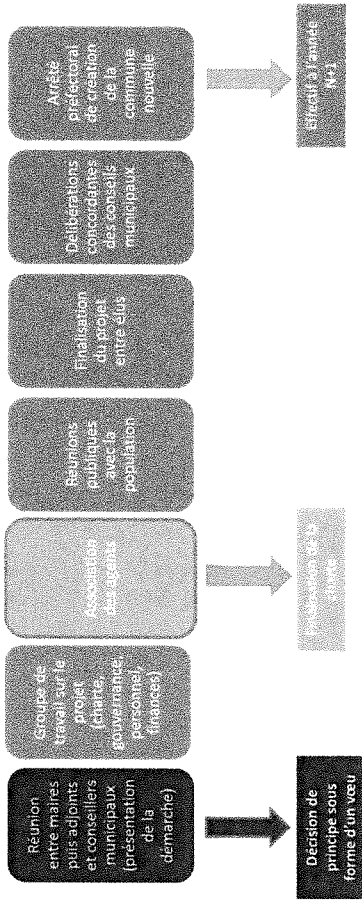 Réunion
entre maires
puis adjoints
et conseillers
municipaux
(présentation
de la
démarche)
Groupe de
travail sur le
projet
(charte,
gouvernance,
personnel,
finances)
Association
des agents
Réunions
publiques
avec la
population
Finalisation
du projet
entre élus
Délibérations
concordantes
des conseils
municipaux
Arrêté
préfectoral
de création
de la
commune
nouvelle
Décision de
principe sous
forme d'un vœu
de la
charte
Effectif à l'année
N+1